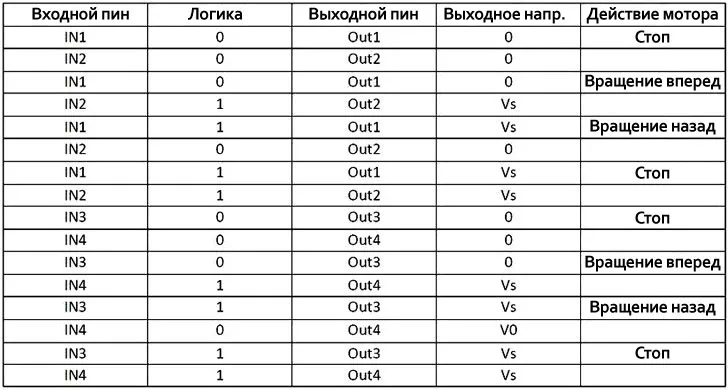 Входной пин Логика Выходной пин Выходное напр. Действие мотора
IN1 0 Out1 0 Стоп
IN2 0 Out2 0
IN1 0 Out1 0 Вращение вперед
IN2 1 Out2 Vs
IN1 1 Out1 Vs Вращение назад
IN2 0 Out2 0
IN1 1 Out1 Vs Стоп
IN2 1 Out2 Vs
IN3 0 Out3 0 Стоп
IN4 0 Out4 0
IN3 0 Out3 0 Вращение вперед
IN4 1 Out4 Vs
IN3 1 Out3 Vs Вращение назад
IN4 0 Out4 V0
IN3 1 Out3 Vs Стоп
IN4 1 Out4 Vs